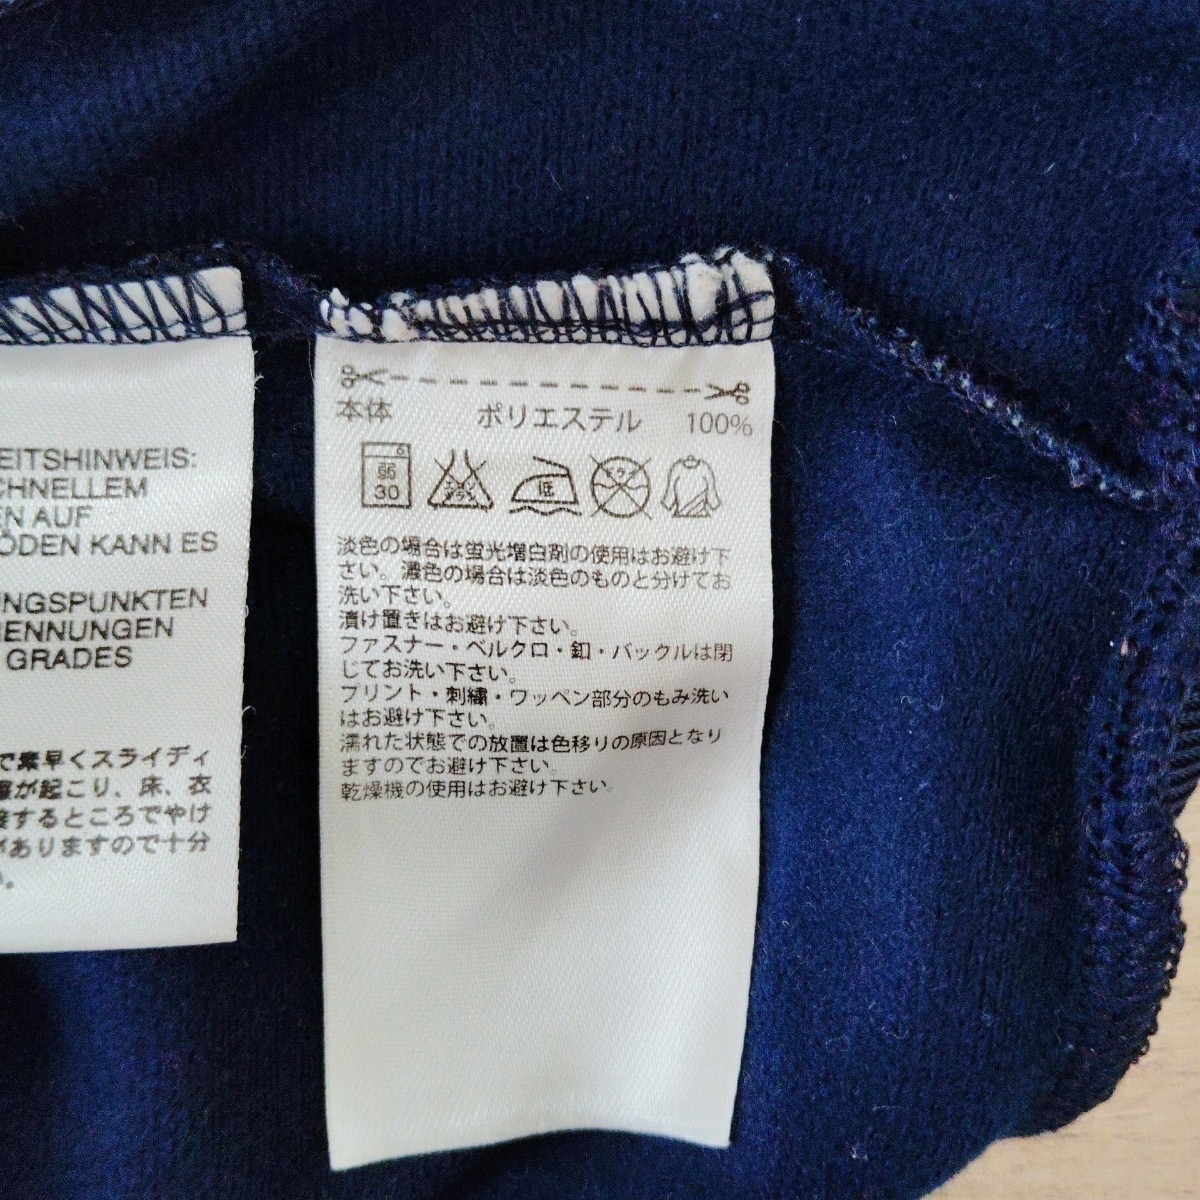 EITSHINWEIS:
CHNELLEM
EN AUF
ÖDEN KANN ES
UNGSPUNKTEN
HENNUNGEN
GRADES
で素早くスライディ
が起こり、床、衣
するところでやけ
がありますので十分
本体 ポリエステル 100%
弱 30 低
淡色の場合は蛍光増白剤の使用はお避け下
さい。濃色の場合は淡色のものと分けてお
洗い下さい。
漬け置きはお避け下さい。
ファスナー・ベルクロ・釦・バックルは閉
じてお洗い下さい。
プリント・刺繍・ワッペン部分のもみ洗い
はお避け下さい。
濡れた状態での放置は色移りの原因となり
ますのでお避け下さい。
乾燥機の使用はお避け下さい。